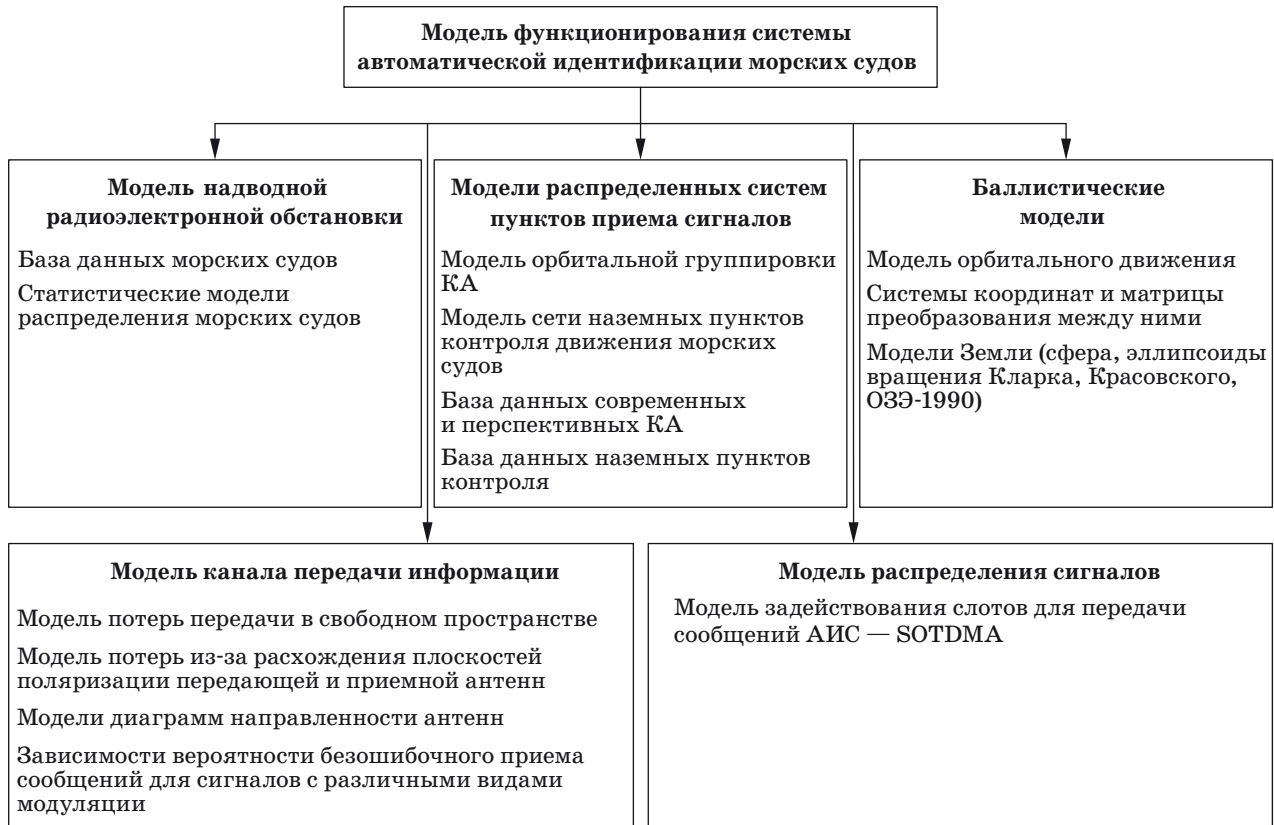 Модель функционирования системы
автоматической идентификации морских судов
Модель надводной
радиоэлектронной обстановки
База данных морских судов
Статистические модели
распределения морских судов
Модели распределенных систем
пунктов приема сигналов
Модель орбитальной группировки
КА
Модель сети наземных пунктов
контроля движения морских
судов
База данных современных
и перспективных КА
База данных наземных пунктов
контроля
Баллистические
модели
Модель орбитального движения
Системы координат и матрицы
преобразования между ними
Модели Земли (сфера, эллипсоиды
вращения Кларка, Красовского,
ОЗЭ-1990)
Модель канала передачи информации
Модель потерь передачи в свободном пространстве
Модель потерь из-за расхождения плоскостей
поляризации передающей и приемной антенн
Модели диаграмм направленности антенн
Зависимости вероятности безошибочного приема
сообщений для сигналов с различными видами
модуляции
Модель распределения сигналов
Модель задействования слотов для передачи
сообщений АИС — SOTDMA